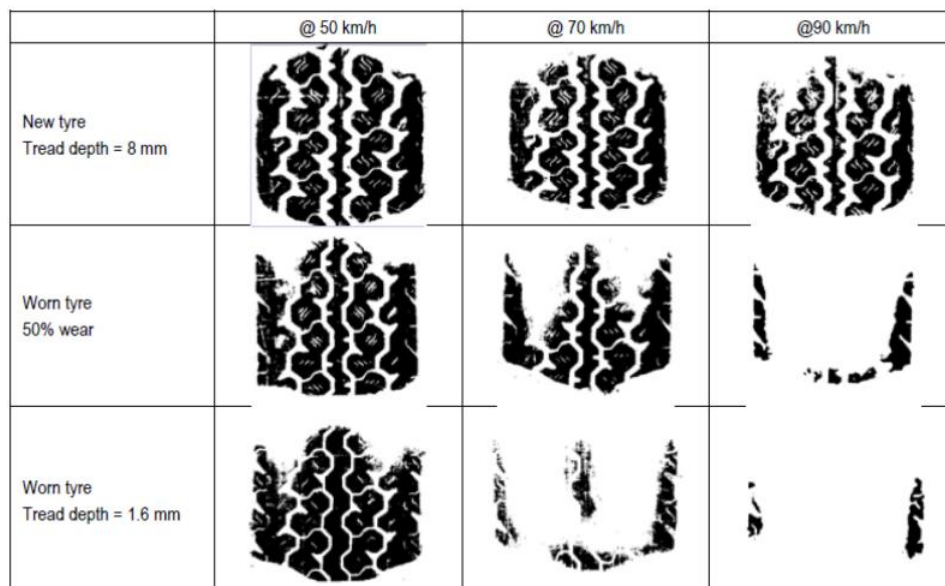 @ 50 km/h
@ 70 km/h
@90 km/h
New tyre
Tread depth = 8 mm
Worn tyre
50% wear
Worn tyre
Tread depth = 1.6 mm